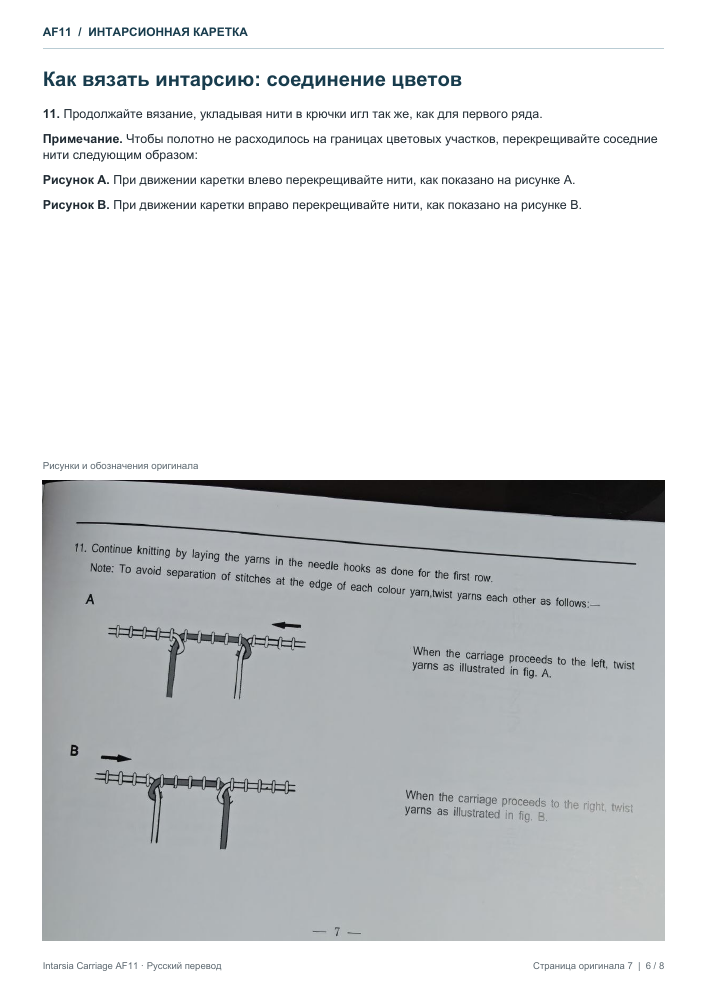 AF11 / ИНТАРСИОННАЯ КАРЕТКА
Как вязать интарсию: соединение цветов
11. Продолжайте вязание, укладывая нити в крючки игл так же, как для первого ряда.
Примечание. Чтобы полотно не расходилось на границах цветовых участков, перекрещивайте соседние
нити следующим образом:
Рисунок A. При движении каретки влево перекрещивайте нити, как показано на рисунке A.
Рисунок B. При движении каретки вправо перекрещивайте нити, как показано на рисунке B.
Рисунки и обозначения оригинала
11. Continue knitting by laying the yarns in the needle hooks as done for the first row.
Note: To avoid separation of stitches at the edge of each colour yarn,twist yarns each other as follows:—
A
When the carriage proceeds to the left, twist
yarns as illustrated in fig. A.
B
When the carriage proceeds to the right, twist
yarns as illustrated in fig. B.
— 7 —
Intarsia Carriage AF11 · Русский перевод
Страница оригинала 7 | 6 / 8